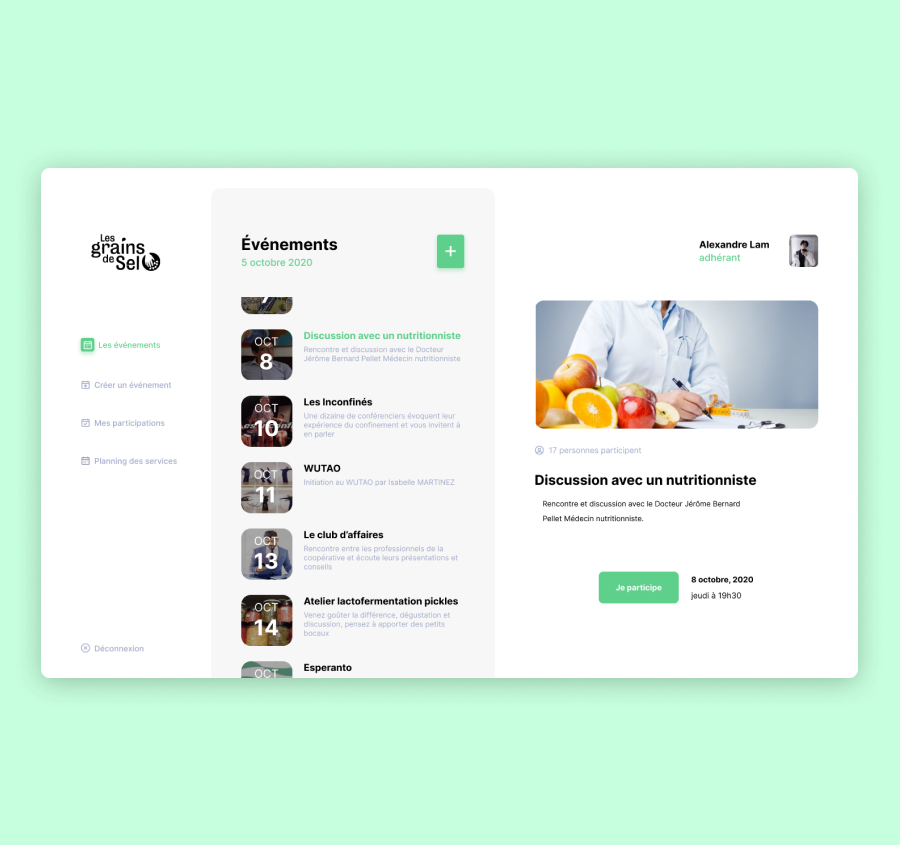 Les
grains
de Sel
Les événements
Créer un événement
Mes participations
Planning des services
Déconnexion
Événements
5 octobre 2020
+
OCT
8
Discussion avec un nutritionniste
Rencontre et discussion avec le Docteur
Jérôme Bernard Pellet Médecin nutritionniste
OCT
10
Les Inconfinés
Une dizaine de conférenciers évoquent leur
expérience du confinement et vous invitent à
en parler
OCT
11
WUTAO
Initiation au WUTAO par Isabelle MARTINEZ
OCT
13
Le club d'affaires
Rencontre entre les professionnels de la
coopérative et écoute leurs présentations et
conseils
OCT
14
Atelier lactofermentation pickles
Venez goûter la différence, dégustation et
discussion, pensez à apporter des petits
bocaux
OCT
Esperanto
Alexandre Lam
adhérant
17 personnes participent
Discussion avec un nutritionniste
Rencontre et discussion avec le Docteur Jérôme Bernard
Pellet Médecin nutritionniste.
Je participe
8 octobre, 2020
jeudi à 19h30